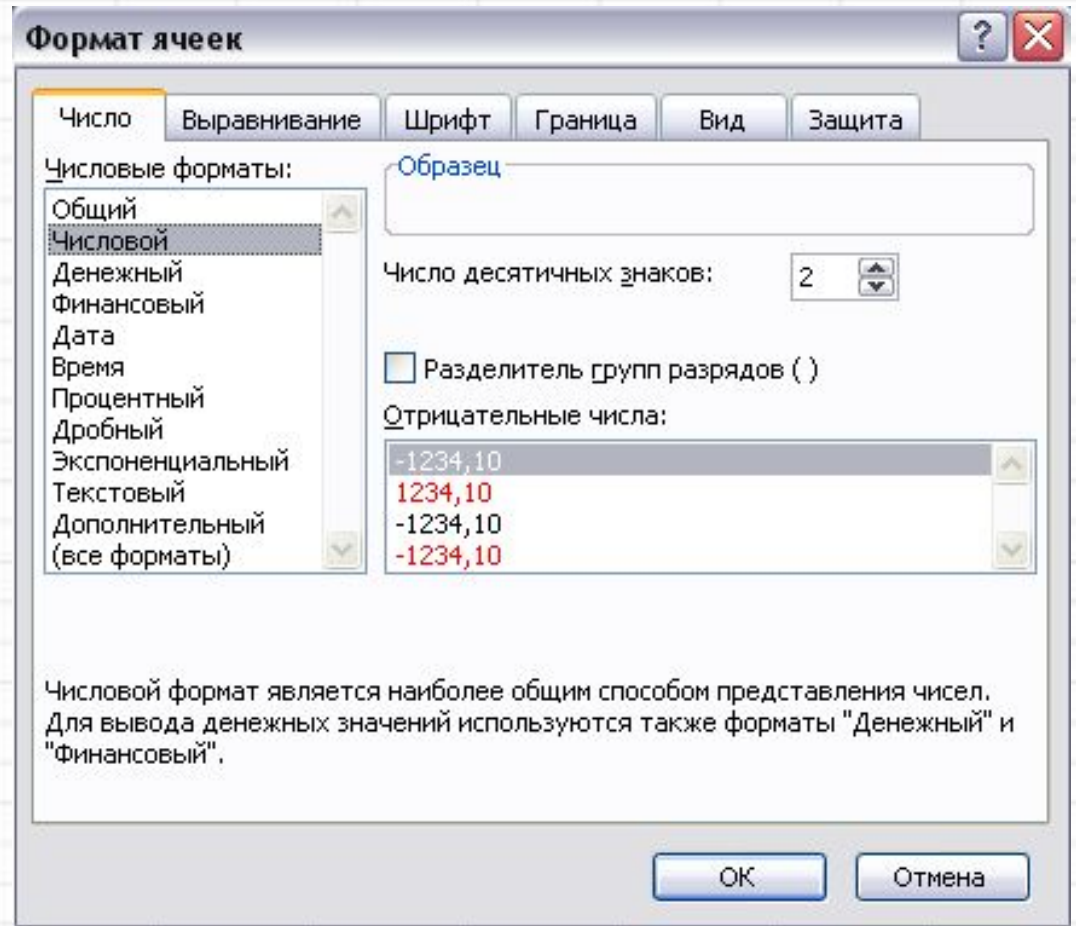 Формат ячеек
?
Число
Выравнивание
Шрифт
Граница
Вид
Защита
Числовые форматы:
Общий
Числовой
Денежный
Финансовый
Дата
Время
Процентный
Дробный
Экспоненциальный
Текстовый
Дополнительный
(все форматы)
Образец
Число десятичных знаков:
2
Разделитель групп разрядов ( )
Отрицательные числа:
-1234,10
1234,10
-1234,10
-1234,10
Числовой формат является наиболее общим способом представления чисел.
Для вывода денежных значений используются также форматы "Денежный" и
"Финансовый".
ОК
Отмена